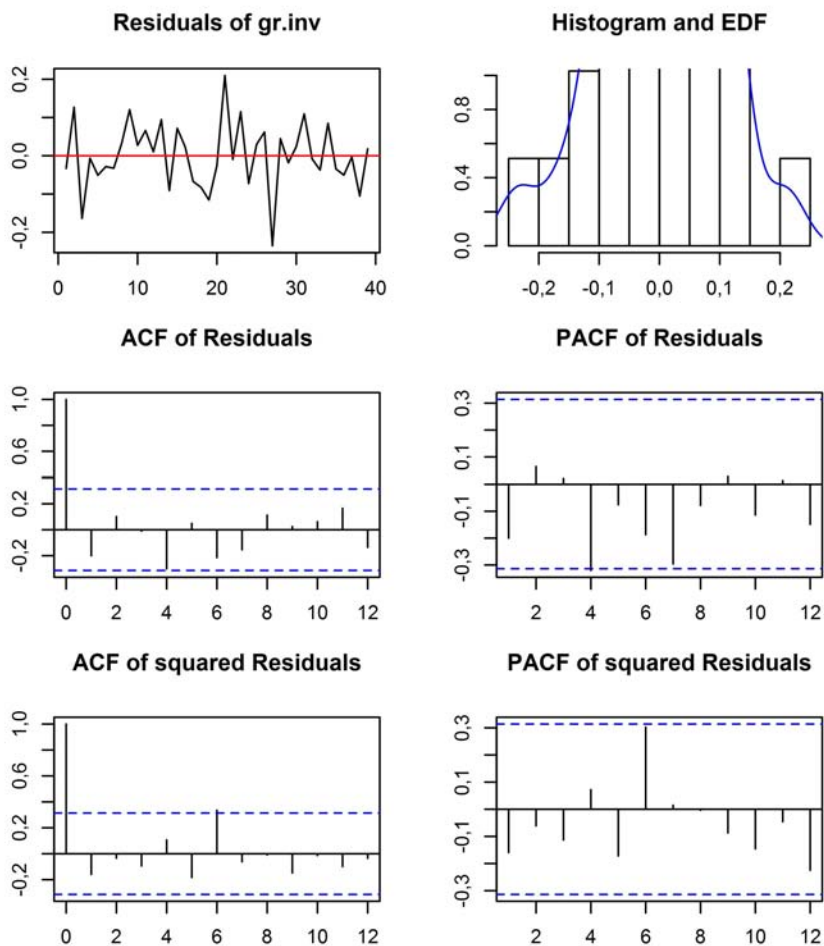 Residuals of gr.inv
0,2
0,0
-0,2
0 10 20 30 40
Histogram and EDF
0,8
0,4
0,0
-0,2 -0,1 0,0 0,1 0,2
ACF of Residuals
1,0
0,6
0,2
-0,2
0 2 4 6 8 10 12
PACF of Residuals
0,3
0,1
-0,1
-0,3
2 4 6 8 10 12
ACF of squared Residuals
1,0
0,6
0,2
-0,2
0 2 4 6 8 10 12
PACF of squared Residuals
0,3
0,1
-0,1
-0,3
2 4 6 8 10 12